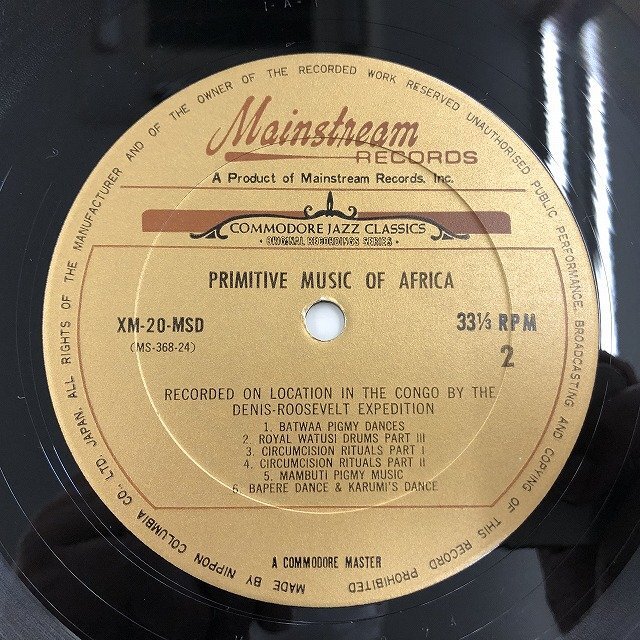 Mainstream
RECORDS
A Product of Mainstream Records, Inc.
COMMODORE JAZZ CLASSICS
• ORIGINAL RECORDINGS SERIES •
PRIMITIVE MUSIC OF AFRICA
XM-20-MSD
(MS-368-24)
33⅓ RPM
2
RECORDED ON LOCATION IN THE CONGO BY THE
DENIS-ROOSEVELT EXPEDITION
1. BATWAA PIGMY DANCES
2. ROYAL WATUSI DRUMS PART III
3. CIRCUMCISION RITUALS PART I
4. CIRCUMCISION RITUALS PART II
5. MAMBUTI PIGMY MUSIC
6. BAPERE DANCE & KARUMI'S DANCE
A COMMODORE MASTER
MADE BY NIPPON COLUMBIA CO., LTD. JAPAN. ALL RIGHTS OF THE MANUFACTURER AND OF THE OWNER OF THE RECORDED WORK RESERVED UNAUTHORISED PUBLIC PERFORMANCE, BROADCASTING AND COPYING OF THIS RECORD PROHIBITED